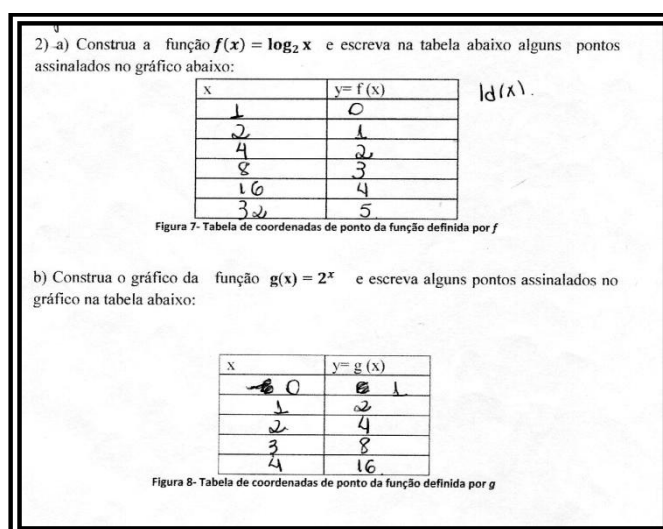 2) a) Construa a função f(x) = log₂ x e escreva na tabela abaixo alguns pontos
assinalados no gráfico abaixo:
x y= f (x) ld(x).
1 0
2 1
4 2
8 3
16 4
32 5
Figura 7- Tabela de coordenadas de ponto da função definida por f
b) Construa o gráfico da função g(x) = 2ˣ e escreva alguns pontos assinalados no
gráfico na tabela abaixo:
x y= g (x)
0 1
1 2
2 4
3 8
4 16
Figura 8- Tabela de coordenadas de ponto da função definida por g